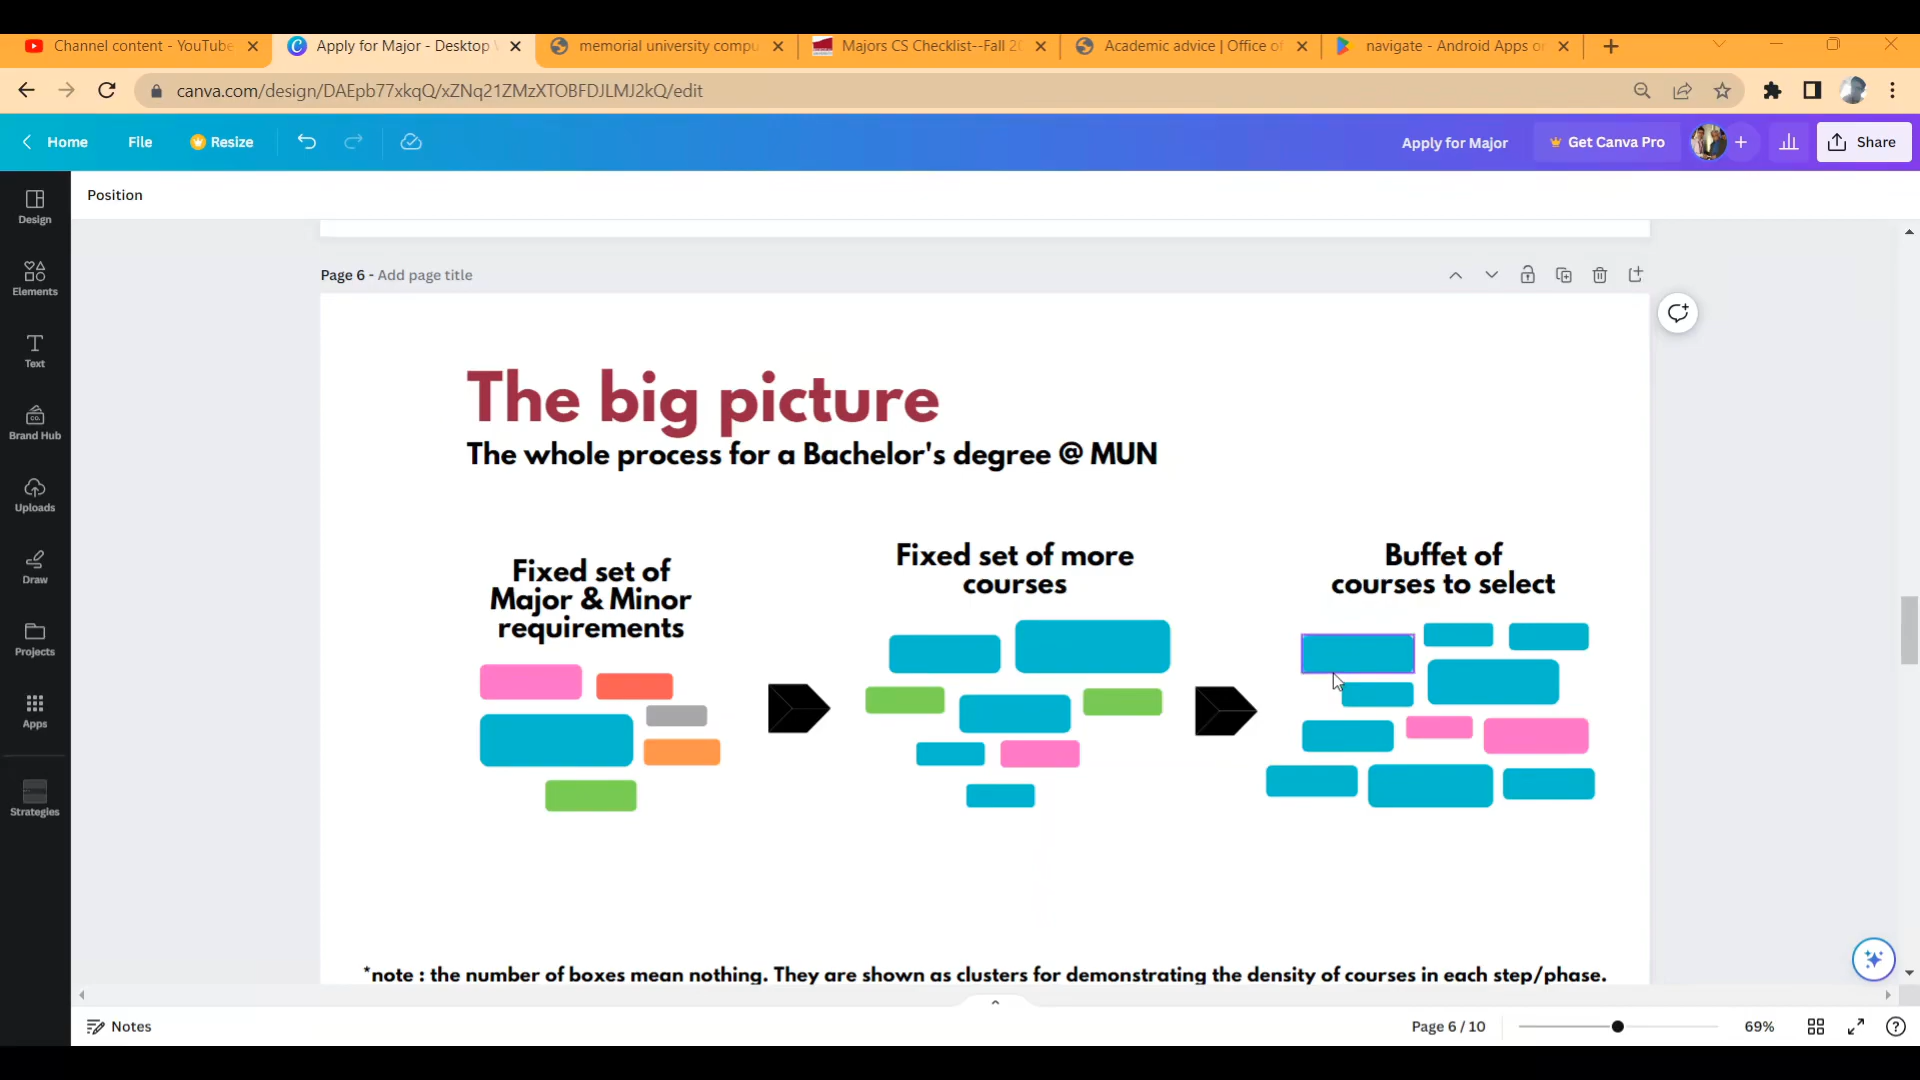 Channel content - YouTube
Apply for Major - Desktop
memorial university compu
Majors CS Checklist--Fall 20
Academic advice | Office of
navigate - Android Apps or
canva.com/design/DAEpb77xkqQ/xZNq21ZMzXTOBFDJLMJ2kQ/edit
Home
File
Resize
Apply for Major
Get Canva Pro
Share
Design
Elements
Text
Brand Hub
Uploads
Draw
Projects
Apps
Strategies
Position
Page 6 - Add page title
The big picture
The whole process for a Bachelor's degree @ MUN
Fixed set of
Major & Minor
requirements
Fixed set of more
courses
Buffet of
courses to select
*note : the number of boxes mean nothing. They are shown as clusters for demonstrating the density of courses in each step/phase.
Notes
Page 6 / 10
69%